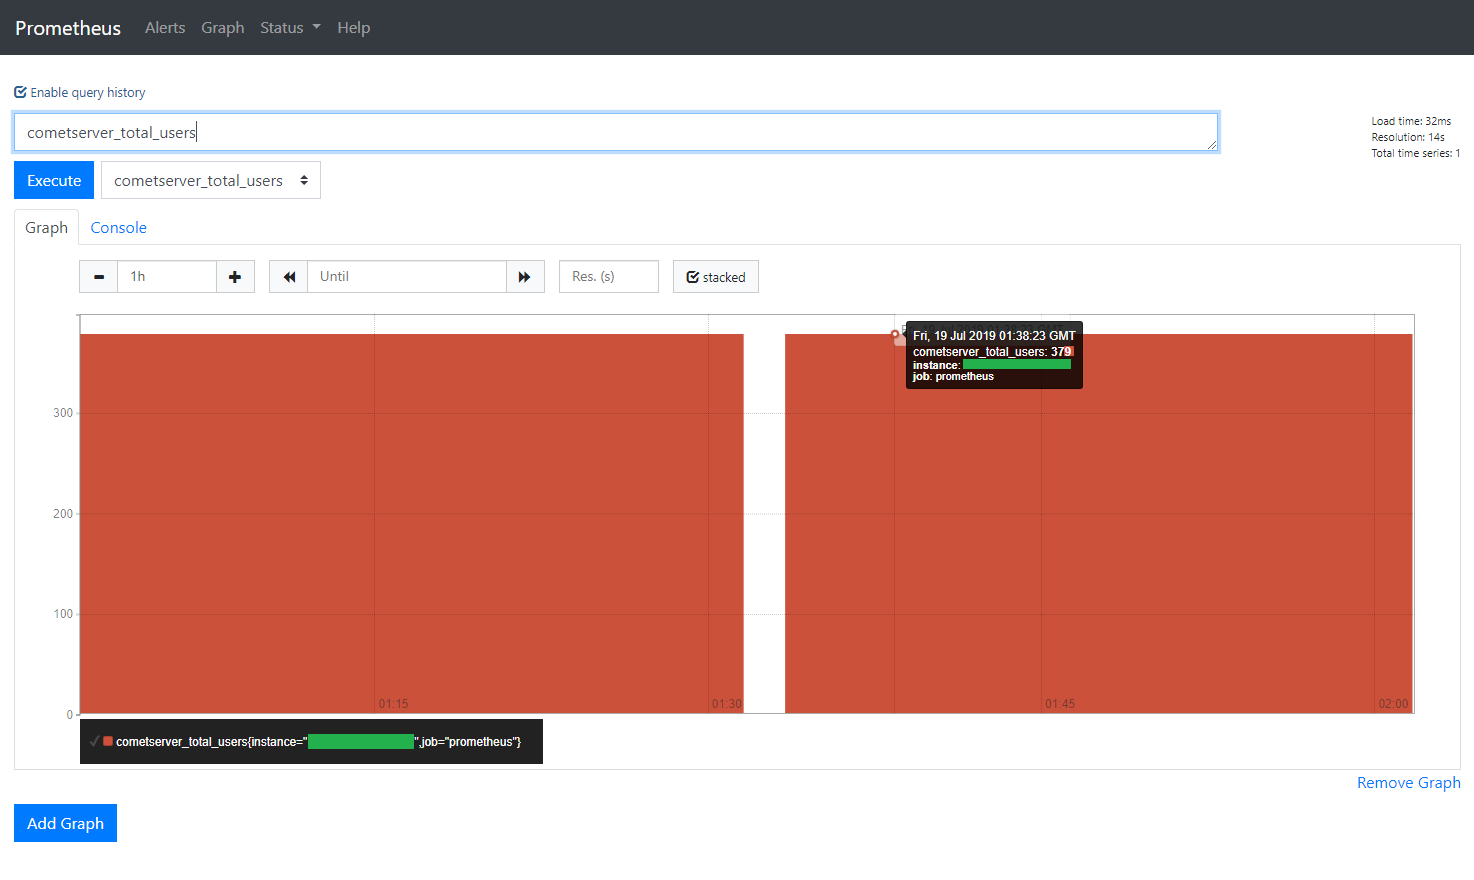 Prometheus Alerts Graph Status Help
Enable query history
cometserver_total_users
Load time: 32ms
Resolution: 14s
Total time series: 1
Execute cometserver_total_users
Graph Console
1h Until Res. (s) stacked
Fri, 19 Jul 2019 01:38:23 GMT
cometserver_total_users: 379
instance:
job: prometheus
300
200
100
0
01:15 01:30 01:45 02:00
cometserver_total_users{instance="",job="prometheus"}
Remove Graph
Add Graph